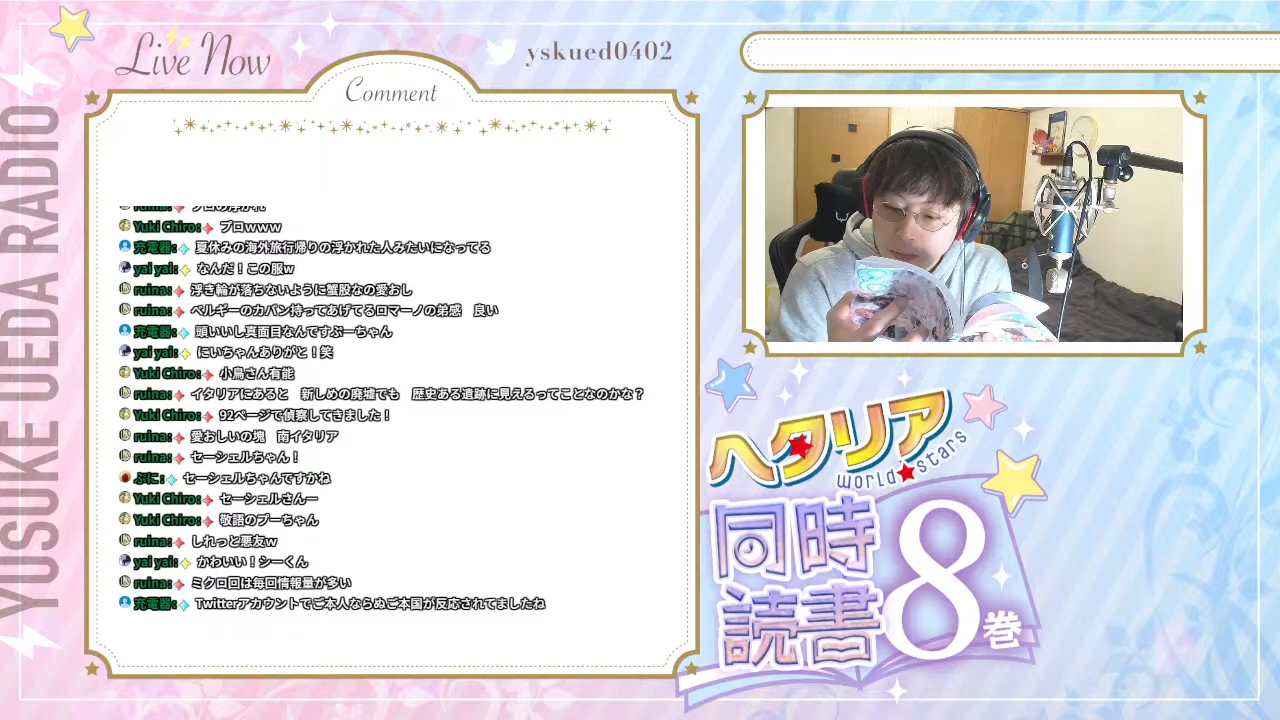 YUSUKE UEDA RADIO
Live Now
yskued0402
Comment
ruina: プロの浮かれ
Yuki Chiro: プロwww
充電器: 夏休みの海外旅行帰りの浮かれた人みたいになってる
yai yai: なんだ！この服w
ruina: 浮き輪が落ちないように蟹股なの愛おし
ruina: ベルギーのカバン持ってあげてるロマーノの弟感　良い
充電器: 頭いいし真面目なんですぷーちゃん
yai yai: にいちゃんありがと！笑
Yuki Chiro: 小鳥さん有能
ruina: イタリアにあると　新しめの廃墟でも　歴史ある遺跡に見えるってことなのかな？
Yuki Chiro: 92ページで偵察してきました！
ruina: 愛おしいの塊　南イタリア
ruina: セーシェルちゃん！
ぷに: セーシェルちゃんですかね
Yuki Chiro: セーシェルさんー
Yuki Chiro: 敬語のプーちゃん
ruina: しれっと悪友w
yai yai: かわいい！シーくん
ruina: ミクロ回は毎回情報量が多い
充電器: Twitterアカウントでご本人ならぬご本国が反応されてましたね
ヘタリア
world★stars
同時
読書
8巻